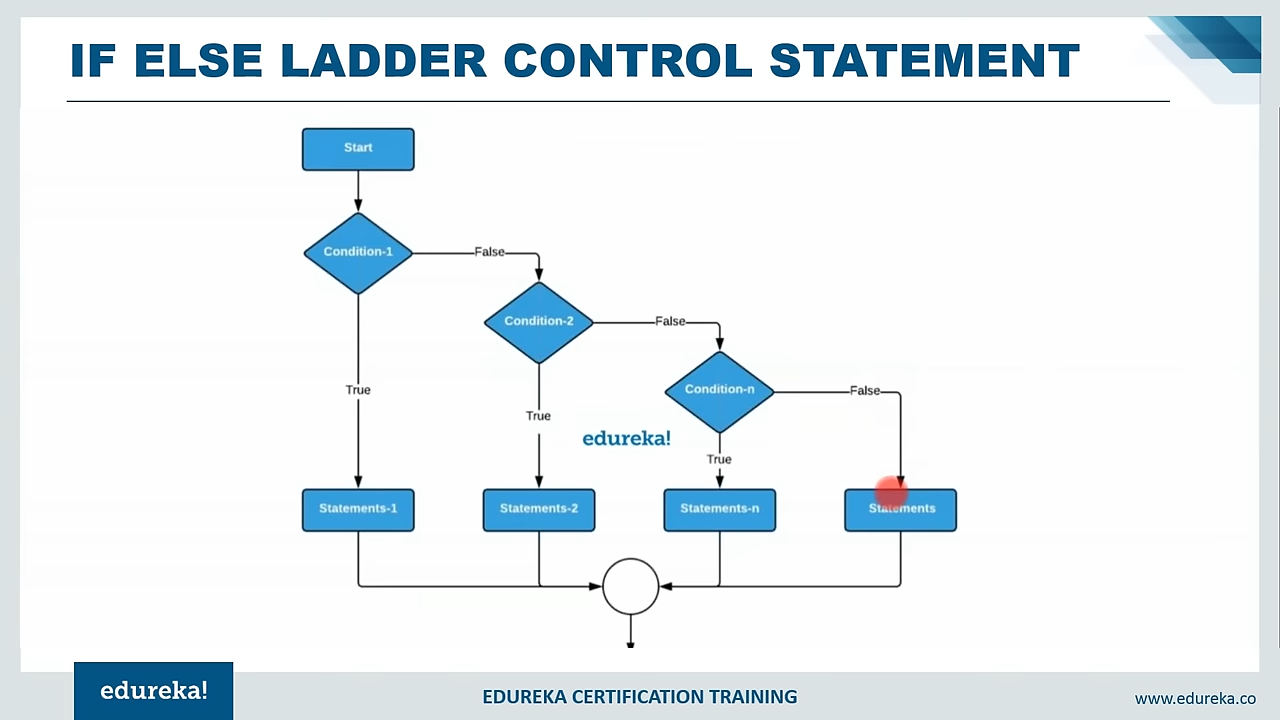 IF ELSE LADDER CONTROL STATEMENT
Start
Condition-1
False
Condition-2
False
Condition-n
False
True
True
True
edureka!
Statements-1
Statements-2
Statements-n
Statements
edureka!
EDUREKA CERTIFICATION TRAINING
www.edureka.co